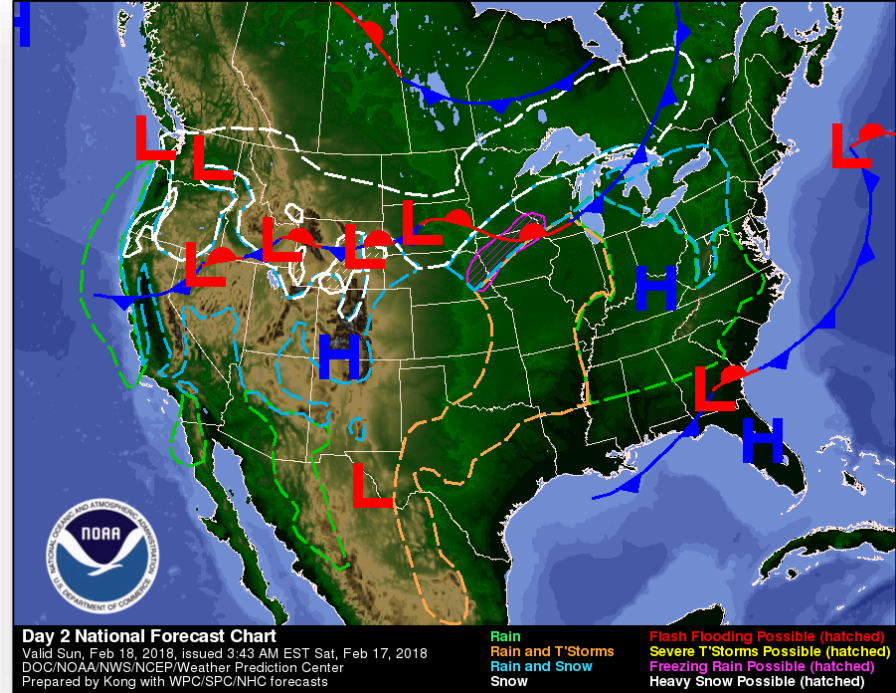 H
L
L
L
L
L
L
L
H
H
L
H
L
NOAA
NATIONAL OCEANIC AND ATMOSPHERIC ADMINISTRATION
U.S. DEPARTMENT OF COMMERCE
Day 2 National Forecast Chart
Valid Sun, Feb 18, 2018, issued 3:43 AM EST Sat, Feb 17, 2018
DOC/NOAA/NWS/NCEP/Weather Prediction Center
Prepared by Kong with WPC/SPC/NHC forecasts
Rain
Rain and T'Storms
Rain and Snow
Snow
Flash Flooding Possible (hatched)
Severe T'Storms Possible (hatched)
Freezing Rain Possible (hatched)
Heavy Snow Possible (hatched)